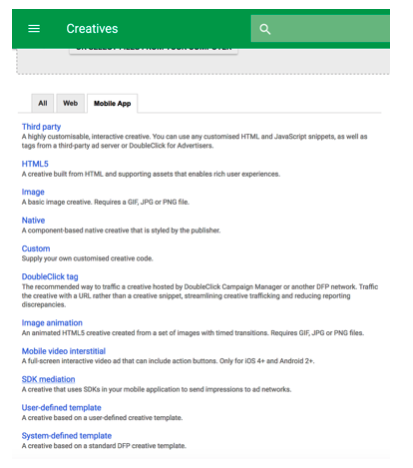 Creatives
OR SELECT FILES FROM YOUR COMPUTER
All Web Mobile App
Third party
A highly customisable, interactive creative. You can use any customised HTML and JavaScript snippets, as well as
tags from a third-party ad server or DoubleClick for Advertisers.
HTML5
A creative built from HTML and supporting assets that enables rich user experiences.
Image
A basic image creative. Requires a GIF, JPG or PNG file.
Native
A component-based native creative that is styled by the publisher.
Custom
Supply your own customised creative code.
DoubleClick tag
The recommended way to traffic a creative hosted by DoubleClick Campaign Manager or another DFP network. Traffic
the creative with a URL rather than a creative snippet, streamlining creative trafficking and reducing reporting
discrepancies.
Image animation
An animated HTML5 creative created from a set of images with timed transitions. Requires GIF, JPG or PNG files.
Mobile video interstitial
A full-screen interactive video ad that can include action buttons. Only for iOS 4+ and Android 2+.
SDK mediation
A creative that uses SDKs in your mobile application to send impressions to ad networks.
User-defined template
A creative based on a user-defined creative template.
System-defined template
A creative based on a standard DFP creative template.